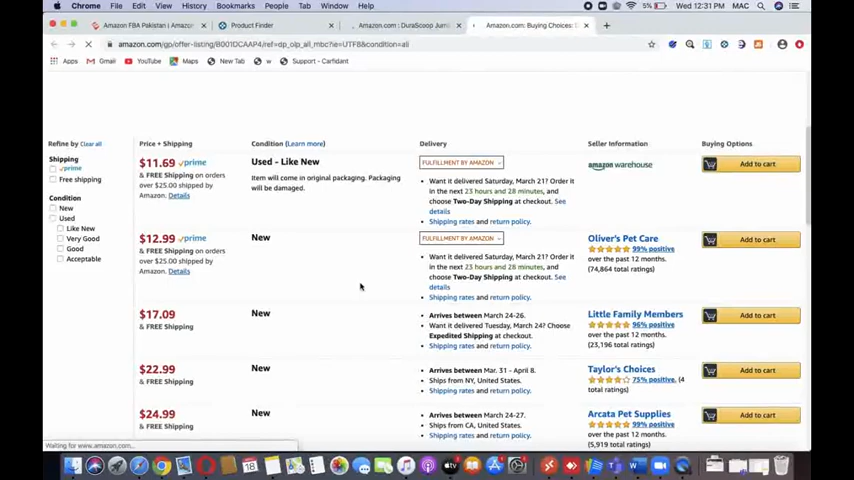 Chrome File Edit View History Bookmarks People Tab Window Help 5% Wed 12:31 PM MAC
Amazon FBA Pakistan | Amazon Product Finder Amazon.com : DuraScoop Jum Amazon.com: Buying Choices: D
amazon.com/gp/offer-listing/B001DCAAP4/ref=dp_olp_all_mbc?ie=UTF8&condition=all
Apps Gmail YouTube Maps New Tab w Support - Carfidant
Refine by Clear all Price + Shipping Condition (Learn more) Delivery Seller Information Buying Options
Shipping
prime
Free shipping
Condition
New
Used
Like New
Very Good
Good
Acceptable
$11.69 prime
& FREE Shipping on orders
over $25.00 shipped by
Amazon. Details
Used - Like New
Item will come in original packaging. Packaging
will be damaged.
FULFILLMENT BY AMAZON
• Want it delivered Saturday, March 21? Order it
in the next 23 hours and 28 minutes, and
choose Two-Day Shipping at checkout. See
details
• Shipping rates and return policy.
amazon warehouse
Add to cart
$12.99 prime
& FREE Shipping on orders
over $25.00 shipped by
Amazon. Details
New
FULFILLMENT BY AMAZON
• Want it delivered Saturday, March 21? Order it
in the next 23 hours and 28 minutes, and
choose Two-Day Shipping at checkout. See
details
• Shipping rates and return policy.
Oliver's Pet Care
99% positive
over the past 12 months.
(74,864 total ratings)
Add to cart
$17.09
& FREE Shipping
New
• Arrives between March 24-26.
• Want it delivered Tuesday, March 24? Choose
Expedited Shipping at checkout.
• Shipping rates and return policy.
Little Family Members
96% positive
over the past 12 months.
(23,196 total ratings)
Add to cart
$22.99
& FREE Shipping
New
• Arrives between Mar. 31 - April 8.
• Ships from NY, United States.
• Shipping rates and return policy.
Taylor's Choices
75% positive. (4
total ratings)
Add to cart
$24.99
& FREE Shipping
New
• Arrives between March 24-27.
• Ships from CA, United States.
• Shipping rates and return policy.
Arcata Pet Supplies
99% positive
over the past 12 months.
(5,919 total ratings)
Add to cart
Waiting for www.amazon.com...
18